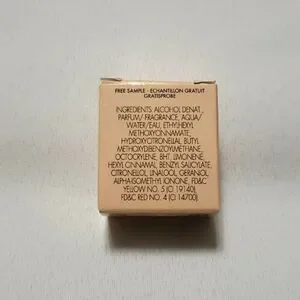 FREE SAMPLE · ECHANTILLON GRATUIT
GRATISPROBE
INGREDIENTS: ALCOHOL DENAT.,
PARFUM/ FRAGRANCE, AQUA/
WATER/EAU, ETHYLHEXYL
METHOXYCINNAMATE,
HYDROXYCITRONELLAL, BUTYL
METHOXYDIBENZOYLMETHANE,
OCTOCRYLENE, BHT, LIMONENE,
HEXYL CINNAMAL, BENZYL SALICYLATE,
CITRONELLOL, LINALOOL, GERANIOL,
ALPHA-ISOMETHYL IONONE, FD&C
YELLOW NO. 5 (CI 19140),
FD&C RED NO. 4 (CI 14700).